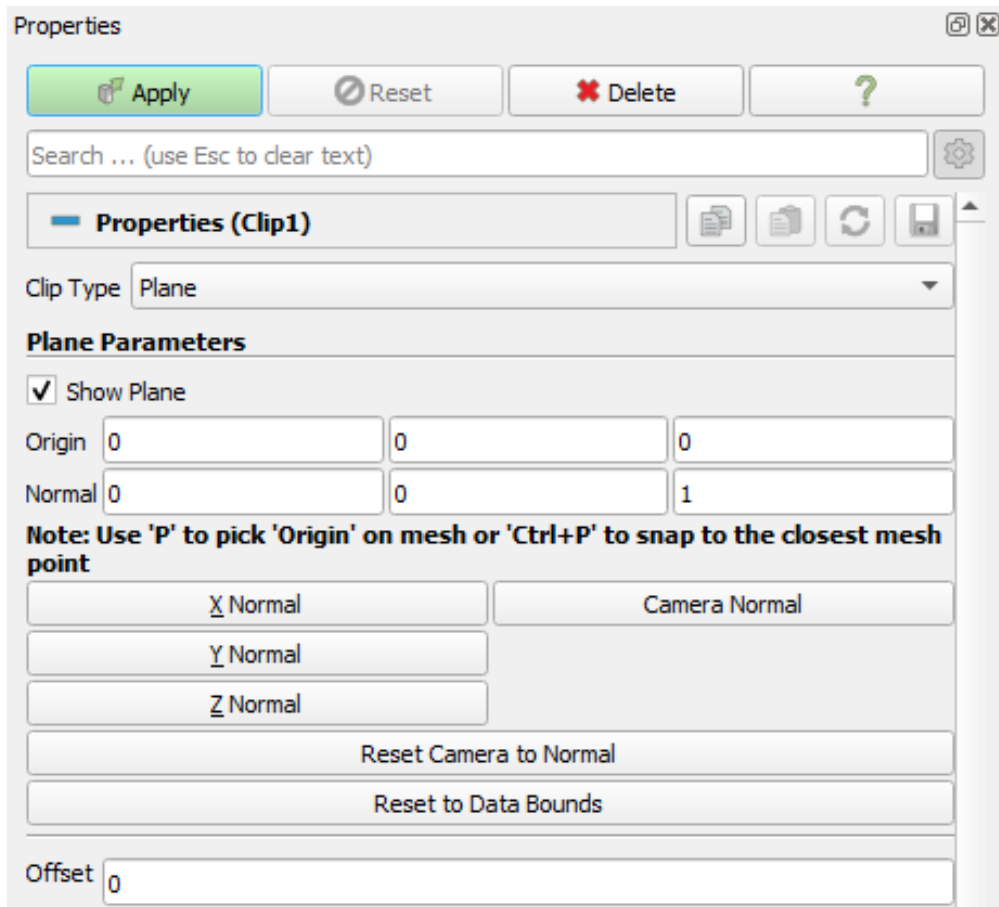 Properties
Apply Reset Delete ?
Search ... (use Esc to clear text)
Properties (Clip1)
Clip Type Plane
Plane Parameters
Show Plane
Origin 0 0 0
Normal 0 0 1
Note: Use 'P' to pick 'Origin' on mesh or 'Ctrl+P' to snap to the closest mesh
point
X Normal Camera Normal
Y Normal
Z Normal
Reset Camera to Normal
Reset to Data Bounds
Offset 0